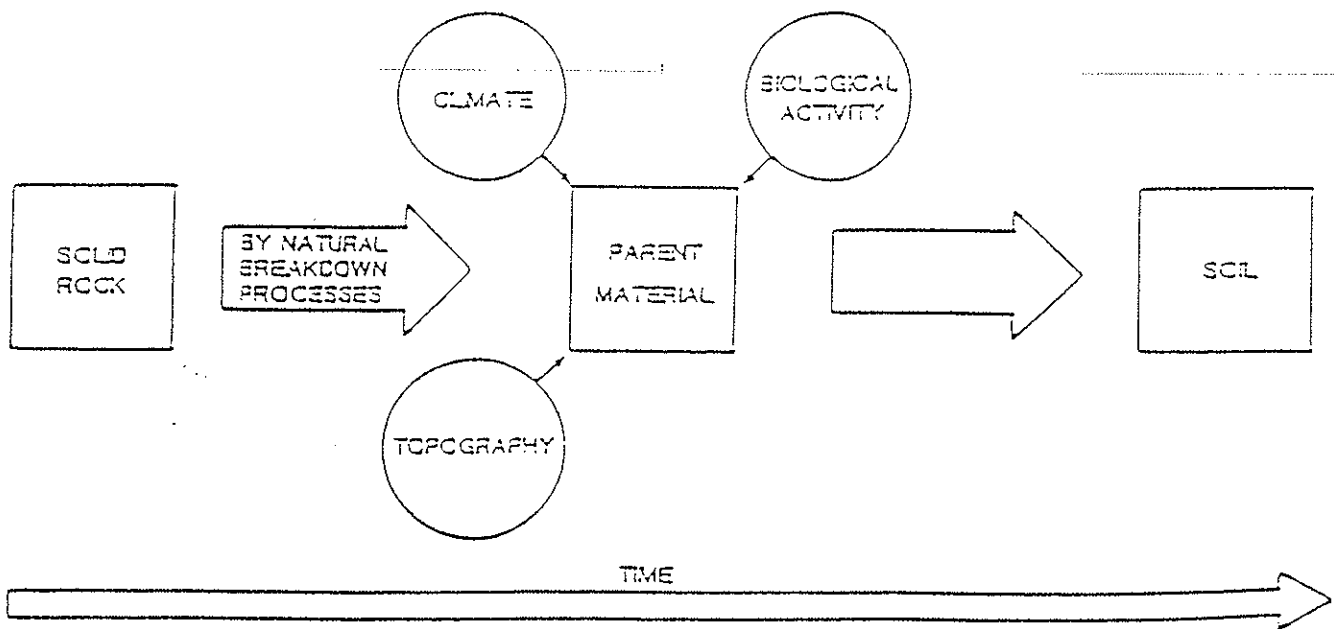 CLIMATE
BIOLOGICAL
ACTIVITY
SOLID
ROCK
BY NATURAL
BREAKDOWN
PROCESSES
PARENT
MATERIAL
SOIL
TOPOGRAPHY
TIME